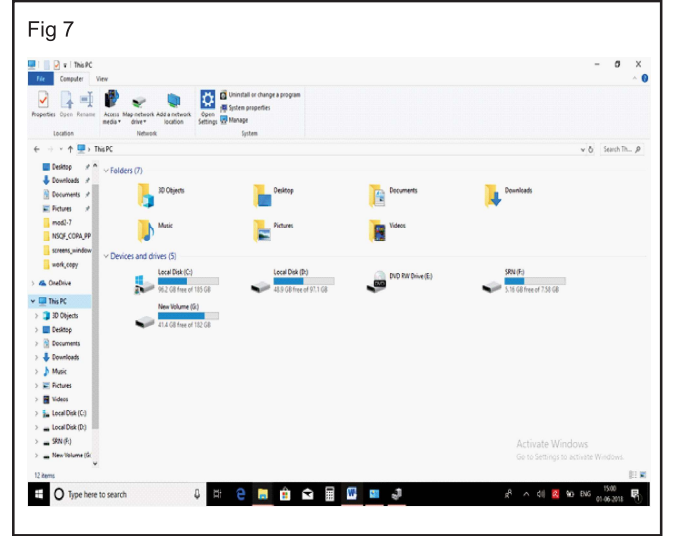 Fig 7
This PC
File Computer View
Properties Open Rename Access media Map network drive Add a network location Open Settings Uninstall or change a program
System properties
Manage
Location Network System
This PC Search Th...
Desktop
Downloads
Documents
Pictures
mod2-7
NSQF_COPA_PP
screens_window
work_copy
OneDrive
This PC
3D Objects
Desktop
Documents
Downloads
Music
Pictures
Videos
Local Disk (C:)
Local Disk (D:)
SRN (F:)
New Volume (G:
Folders (7)
3D Objects Desktop Documents Downloads
Music Pictures Videos
Devices and drives (5)
Local Disk (C:) Local Disk (D:) DVD RW Drive (E:) SRN (F:)
96.2 GB free of 185 GB 48.9 GB free of 97.1 GB 5.16 GB free of 7.58 GB
New Volume (G:)
41.4 GB free of 182 GB
Activate Windows
Go to Settings to activate Windows.
12 items
Type here to search ENG 15:00
01-06-2018